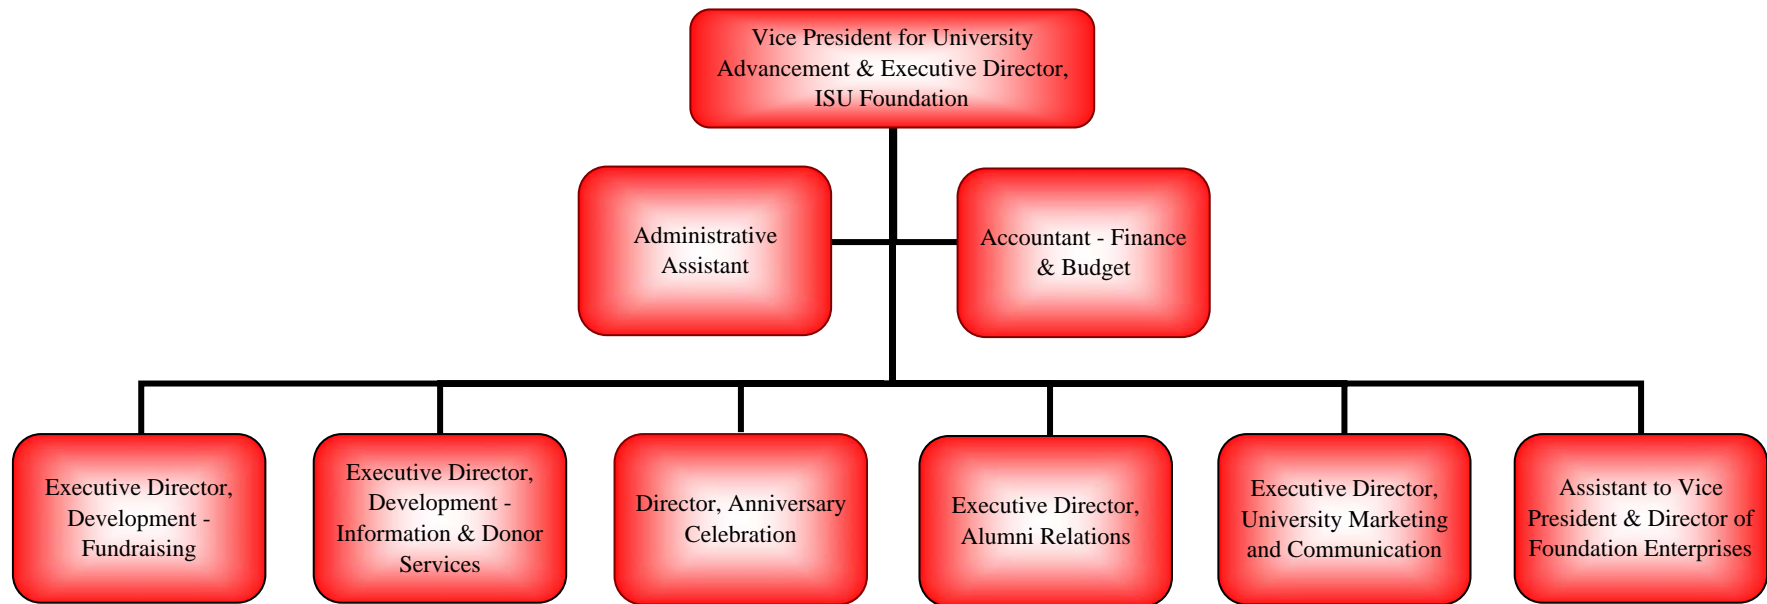 Vice President for University
Advancement & Executive Director,
ISU Foundation
Administrative
Assistant
Accountant - Finance
& Budget
Executive Director,
Development -
Fundraising
Executive Director,
Development -
Information & Donor
Services
Director, Anniversary
Celebration
Executive Director,
Alumni Relations
Executive Director,
University Marketing
and Communication
Assistant to Vice
President & Director of
Foundation Enterprises